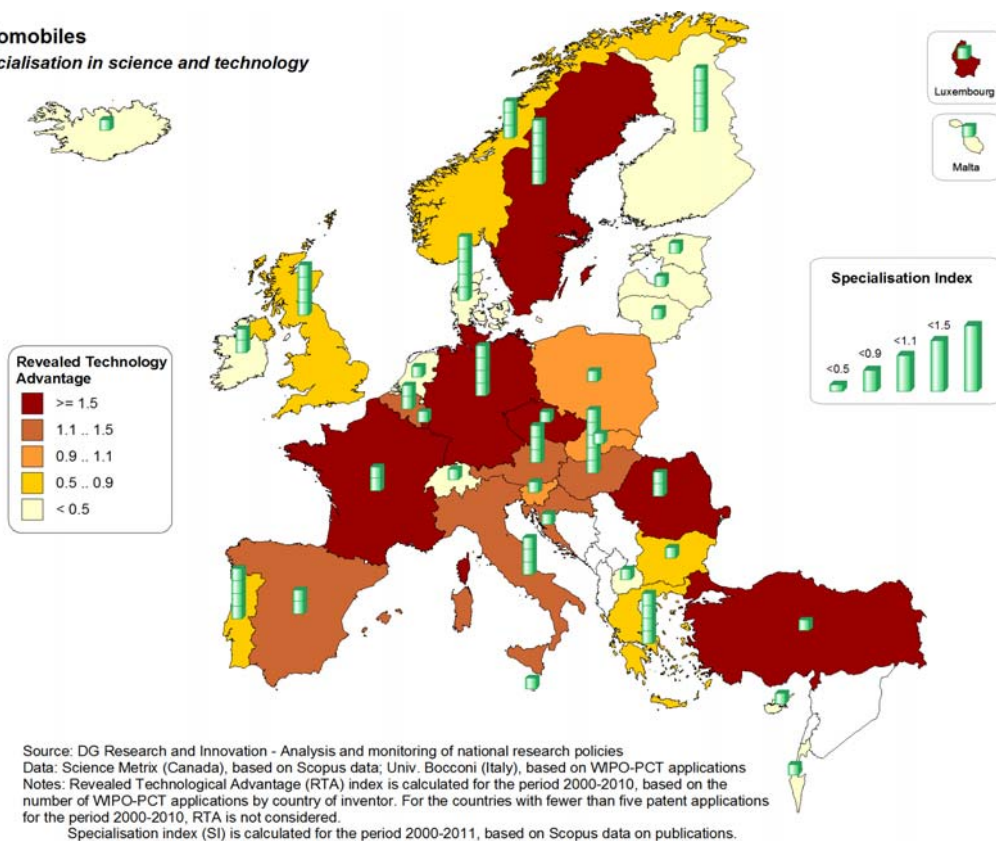 omobiles
cialisation in science and technology
Luxembourg
Malta
Specialisation Index
<0.5
<0.9
<1.1
<1.5
Revealed Technology
Advantage
>= 1.5
1.1 .. 1.5
0.9 .. 1.1
0.5 .. 0.9
< 0.5
Source: DG Research and Innovation - Analysis and monitoring of national research policies
Data: Science Metrix (Canada), based on Scopus data; Univ. Bocconi (Italy), based on WIPO-PCT applications
Notes: Revealed Technological Advantage (RTA) index is calculated for the period 2000-2010, based on the
number of WIPO-PCT applications by country of inventor. For the countries with fewer than five patent applications
for the period 2000-2010, RTA is not considered.
Specialisation index (SI) is calculated for the period 2000-2011, based on Scopus data on publications.